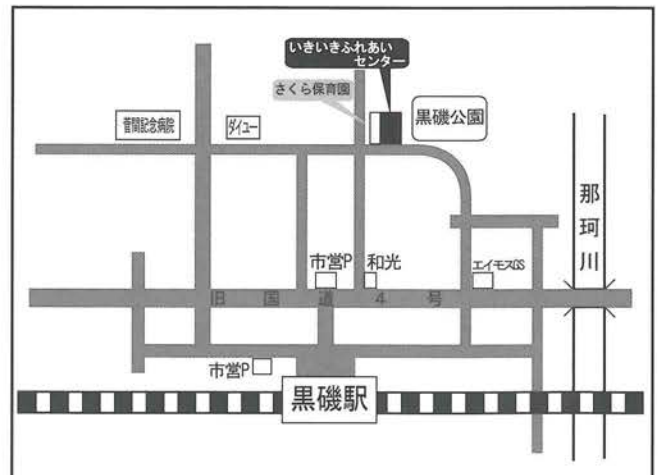 いきいきふれあい
センター
さくら保育園
黒磯公園
菅間記念病院
ダイユー
那珂川
市営P
和光
エイモスGS
旧国道4号
市営P
黒磯駅